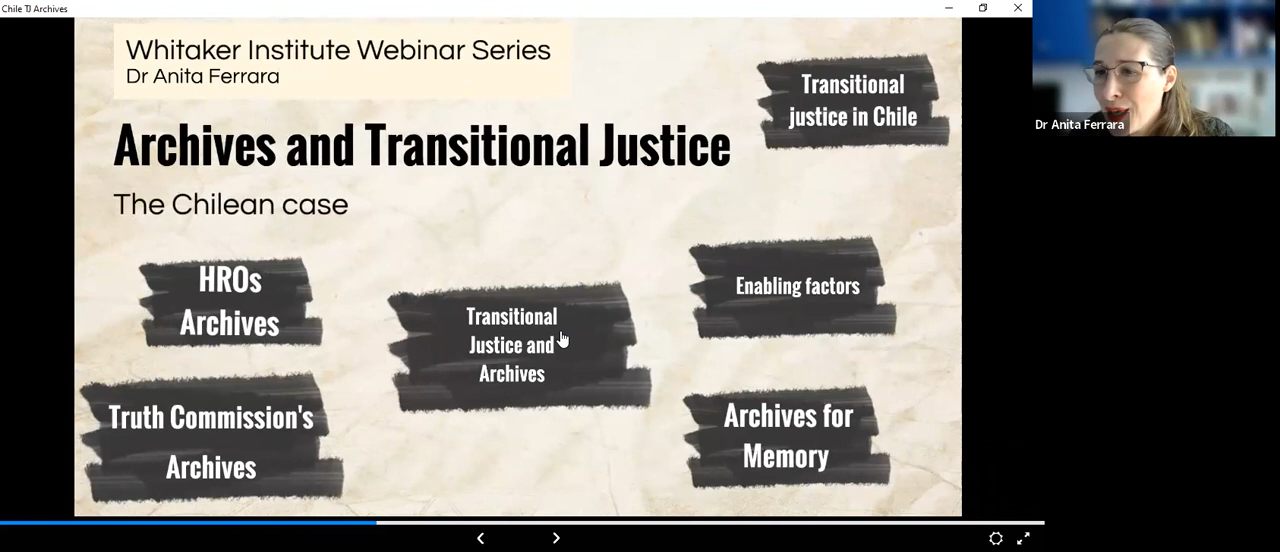 Chile TJ Archives
Whitaker Institute Webinar Series
Dr Anita Ferrara
Transitional
justice in Chile
Dr Anita Ferrara
Archives and Transitional Justice
The Chilean case
HROs
Archives
Transitional
Justice and
Archives
Enabling factors
Truth Commission's
Archives
Archives for
Memory